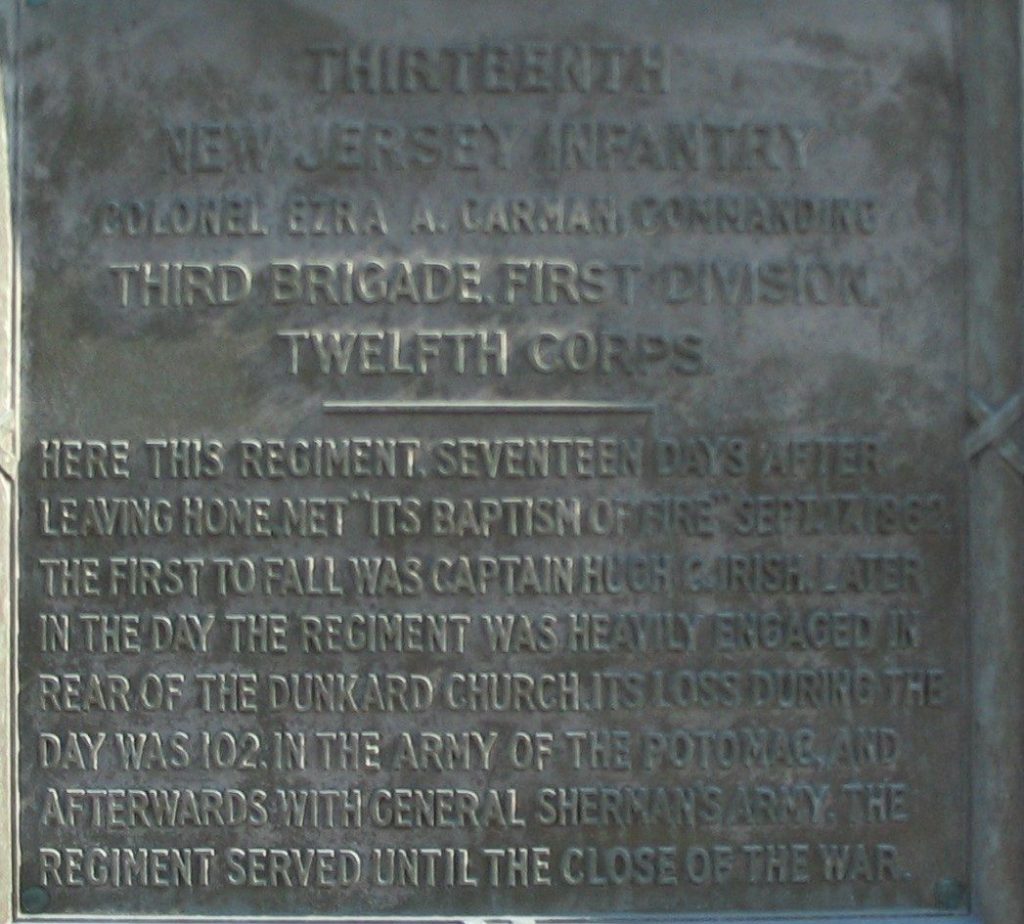 THIRTEENTH
NEW JERSEY INFANTRY
COLONEL EZRA A. CARMAN, COMMANDING
THIRD BRIGADE, FIRST DIVISION,
TWELFTH CORPS.
HERE THIS REGIMENT, SEVENTEEN DAYS AFTER
LEAVING HOME, MET "ITS BAPTISM OF FIRE" SEPT. 17, 1862.
THE FIRST TO FALL WAS CAPTAIN HUGH C. IRISH. LATER
IN THE DAY THE REGIMENT WAS HEAVILY ENGAGED IN
REAR OF THE DUNKARD CHURCH. ITS LOSS DURING THE
DAY WAS 102. IN THE ARMY OF THE POTOMAC, AND
AFTERWARDS WITH GENERAL SHERMAN'S ARMY, THE
REGIMENT SERVED UNTIL THE CLOSE OF THE WAR.